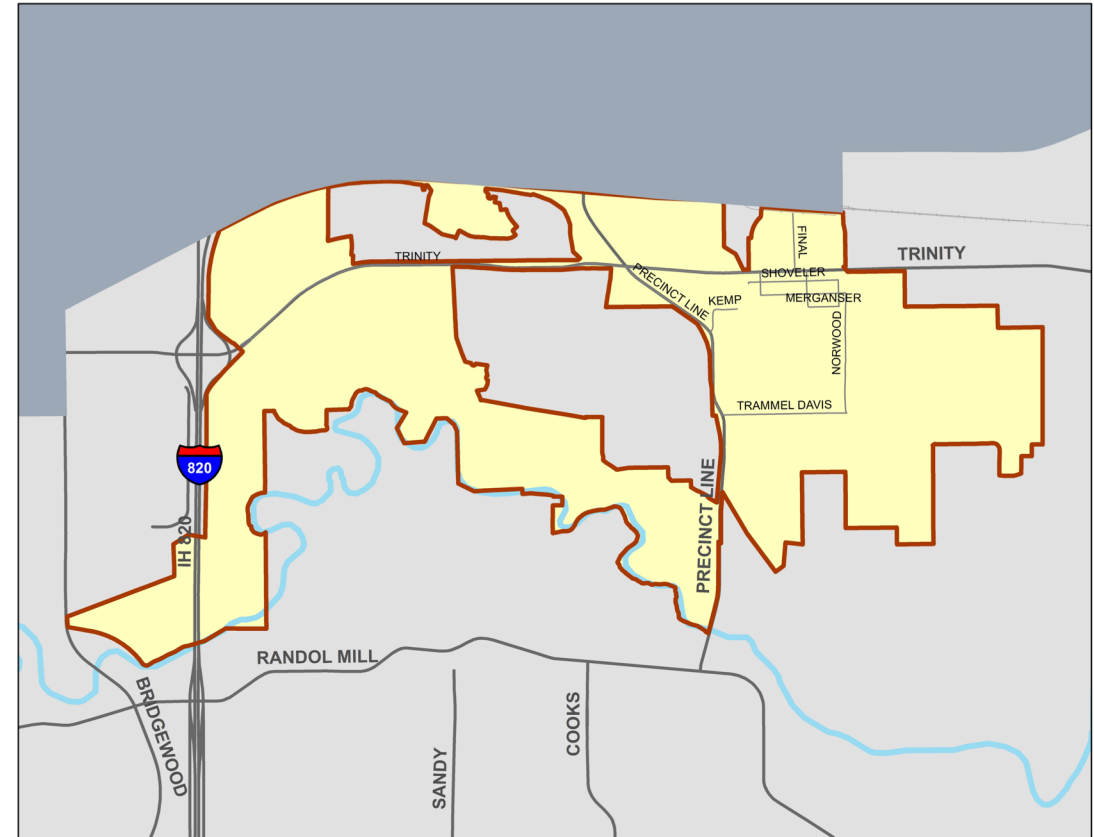 FINAL
TRINITY
TRINITY
PRECINCT LINE
SHOVELER
KEMP
MERGANSER
NORWOOD
TRAMMEL DAVIS
820
IH 820
PRECINCT LINE
RANDOL MILL
BRIDGEWOOD
SANDY
COOKS